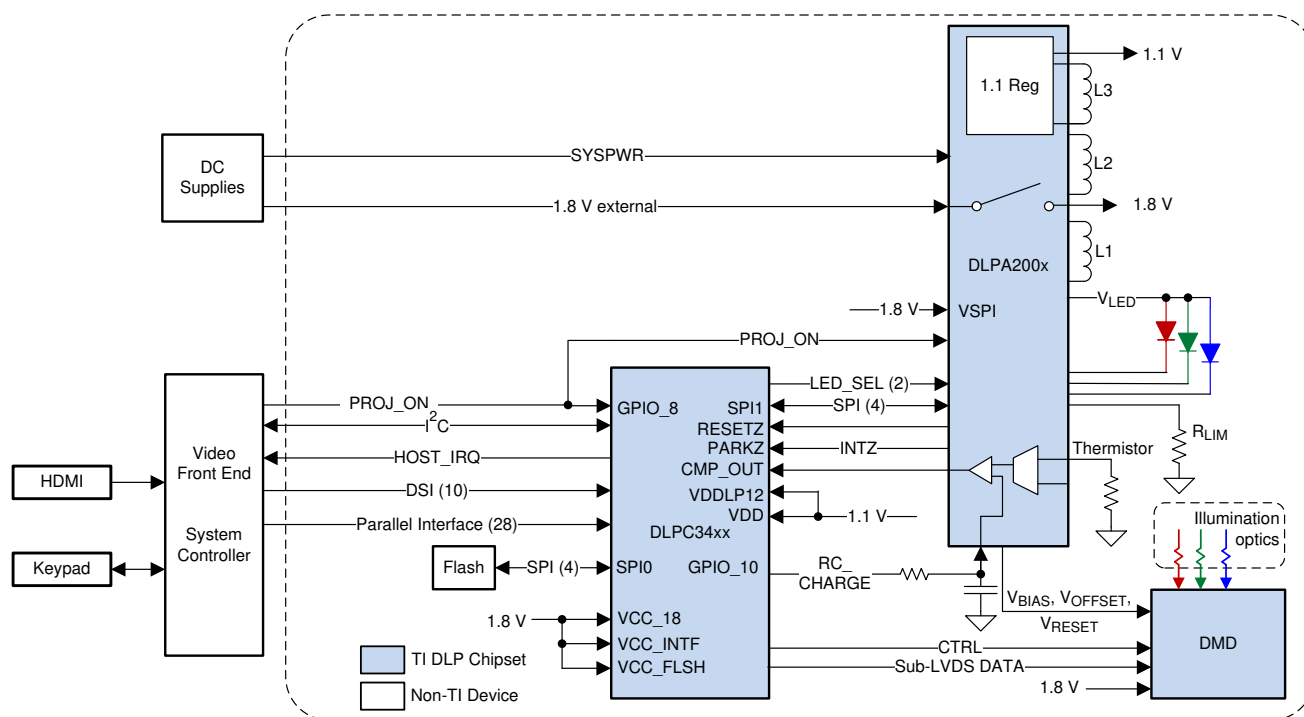 1.1 Reg
1.1 V
L3
DC
Supplies
SYSPWR
L2
1.8 V external
1.8 V
L1
DLPA200x
VLED
1.8 V
VSPI
PROJ_ON
LED_SEL (2)
PROJ_ON
GPIO_8
SPI1
SPI (4)
I2C
RESETZ
RLIM
Video
Front End
HOST_IRQ
PARKZ
INTZ
Thermistor
CMP_OUT
HDMI
DSI (10)
VDDLP12
VDD
1.1 V
Parallel Interface (28)
System
Controller
DLPC34xx
Illumination
optics
Keypad
Flash
SPI (4)
SPI0
GPIO_10
RC_
CHARGE
VBIAS, VOFFSET,
VRESET
1.8 V
VCC_18
VCC_INTF
VCC_FLSH
CTRL
DMD
Sub-LVDS DATA
1.8 V
TI DLP Chipset
Non-TI Device